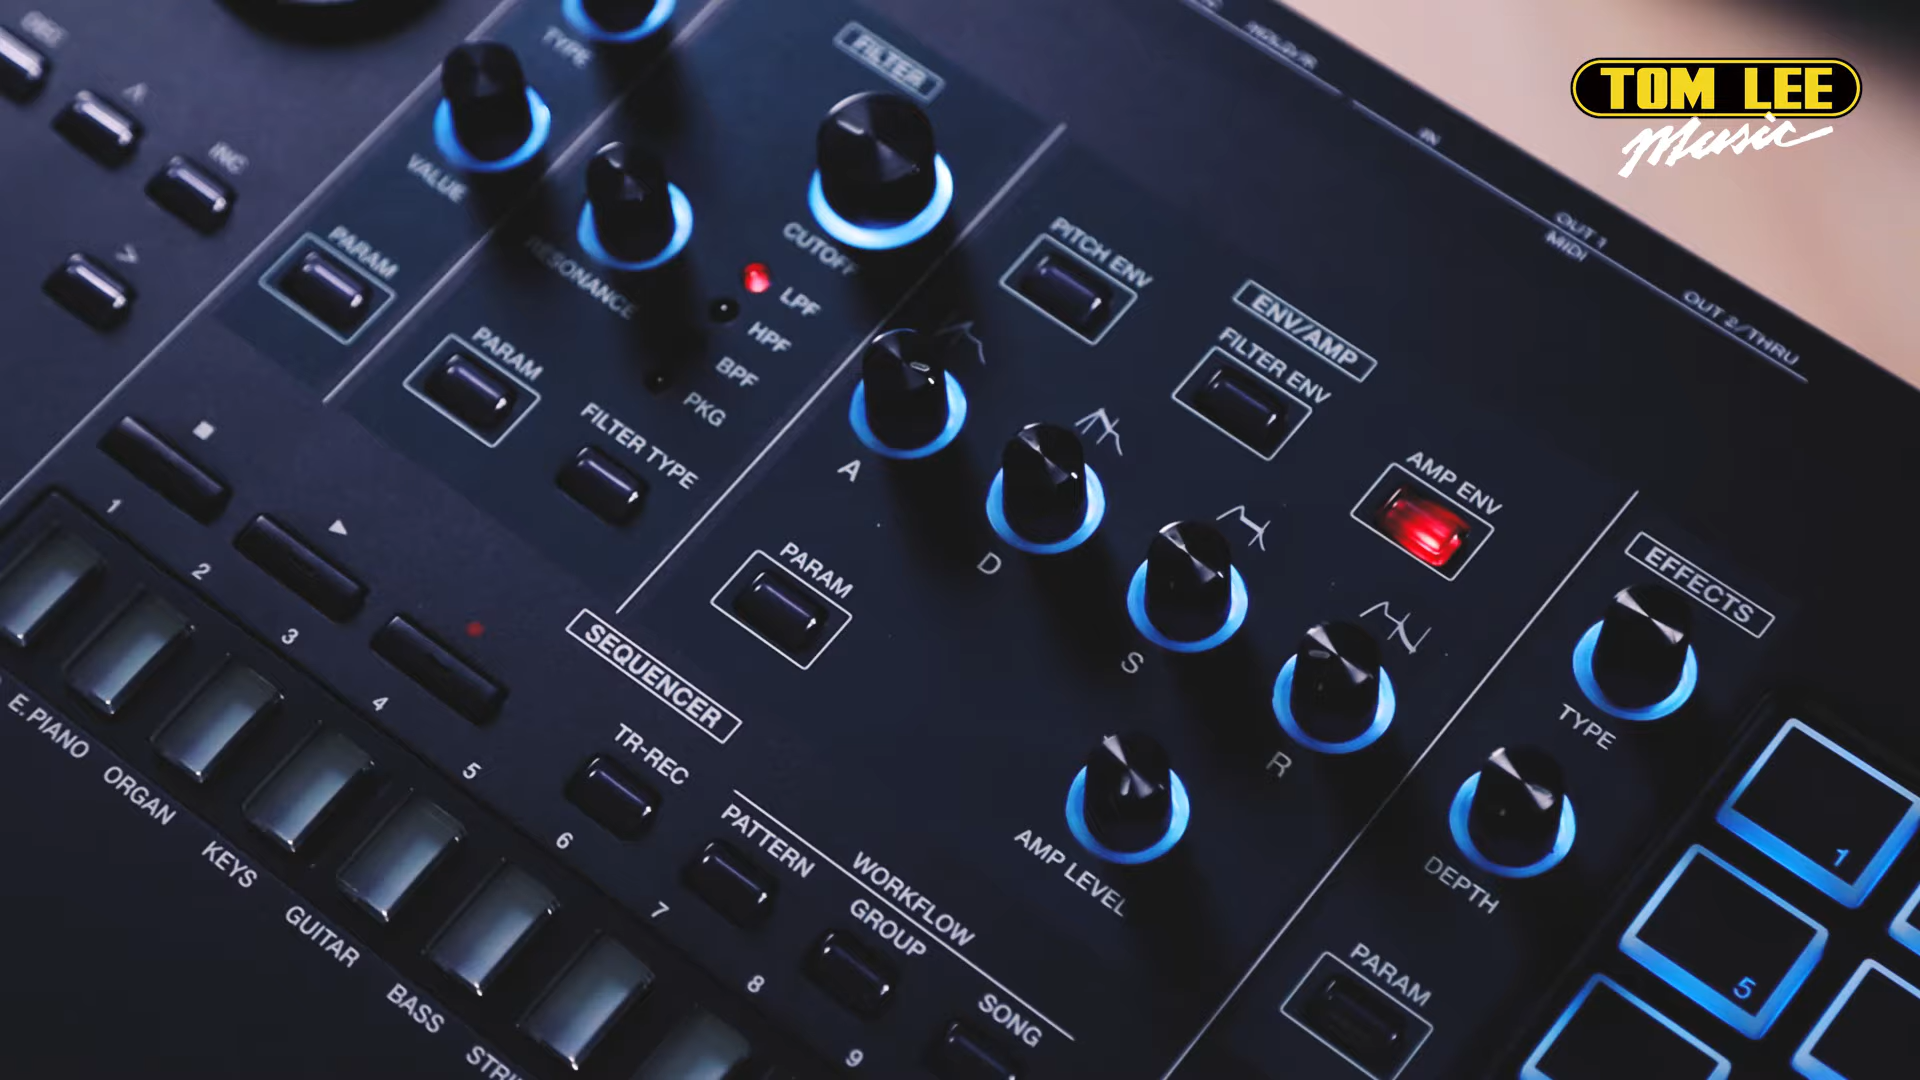 TOM LEE
Music
DEC
INC
TYPE
VALUE
PARAM
FILTER
CUTOFF
RESONANCE
LPF
HPF
BPF
PKG
PARAM
FILTER TYPE
IN
OUT 1
MIDI
OUT 2/THRU
PITCH ENV
ENV/AMP
FILTER ENV
AMP ENV
A
D
S
R
PARAM
AMP LEVEL
EFFECTS
TYPE
DEPTH
PARAM
SEQUENCER
TR-REC
PATTERN
WORKFLOW
GROUP
SONG
1
2
3
4
5
6
7
8
9
E.PIANO
ORGAN
KEYS
GUITAR
BASS
1
5